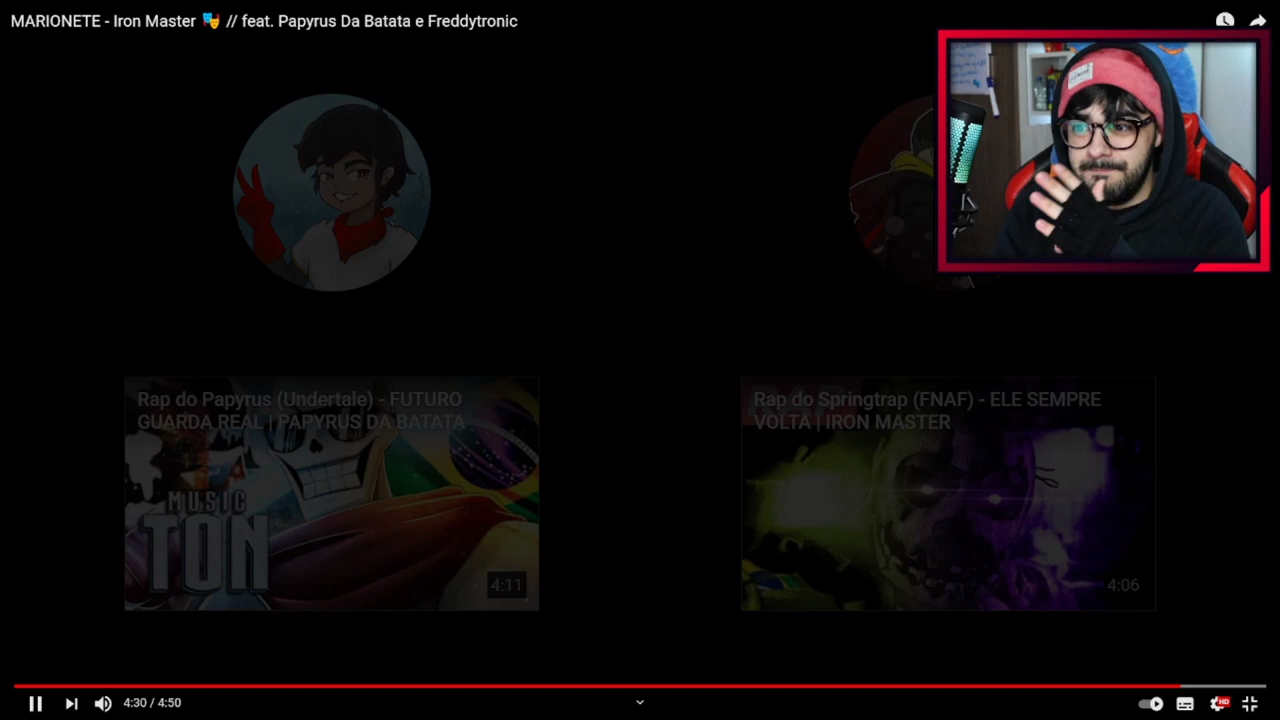 MARIONETE - Iron Master 🎭 // feat. Papyrus Da Batata e Freddytronic
Rap do Papyrus (Undertale) - FUTURO
GUARDA REAL | PAPYRUS DA BATATA
MUSIC
TON
4:11
Rap do Springtrap (FNAF) - ELE SEMPRE
VOLTA | IRON MASTER
4:06
4:30 / 4:50
HD